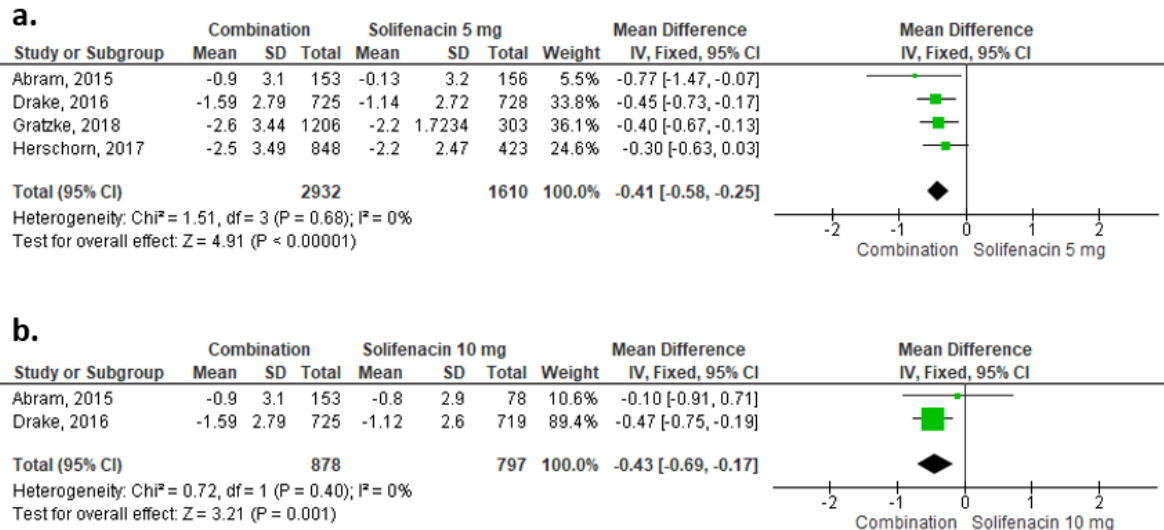 a.
Combination Solifenacin 5 mg Mean Difference Mean Difference
Study or Subgroup Mean SD Total Mean SD Total Weight IV, Fixed, 95% CI IV, Fixed, 95% CI
Abram, 2015 -0.9 3.1 153 -0.13 3.2 156 5.5% -0.77 [-1.47, -0.07]
Drake, 2016 -1.59 2.79 725 -1.14 2.72 728 33.8% -0.45 [-0.73, -0.17]
Gratzke, 2018 -2.6 3.44 1206 -2.2 1.7234 303 36.1% -0.40 [-0.67, -0.13]
Herschorn, 2017 -2.5 3.49 848 -2.2 2.47 423 24.6% -0.30 [-0.63, 0.03]
Total (95% CI) 2932 1610 100.0% -0.41 [-0.58, -0.25]
Heterogeneity: Chi² = 1.51, df = 3 (P = 0.68); I² = 0%
Test for overall effect: Z = 4.91 (P < 0.00001)
-2 -1 0 1 2
Combination Solifenacin 5 mg
b.
Combination Solifenacin 10 mg Mean Difference Mean Difference
Study or Subgroup Mean SD Total Mean SD Total Weight IV, Fixed, 95% CI IV, Fixed, 95% CI
Abram, 2015 -0.9 3.1 153 -0.8 2.9 78 10.6% -0.10 [-0.91, 0.71]
Drake, 2016 -1.59 2.79 725 -1.12 2.6 719 89.4% -0.47 [-0.75, -0.19]
Total (95% CI) 878 797 100.0% -0.43 [-0.69, -0.17]
Heterogeneity: Chi² = 0.72, df = 1 (P = 0.40); I² = 0%
Test for overall effect: Z = 3.21 (P = 0.001)
-2 -1 0 1 2
Combination Solifenacin 10 mg